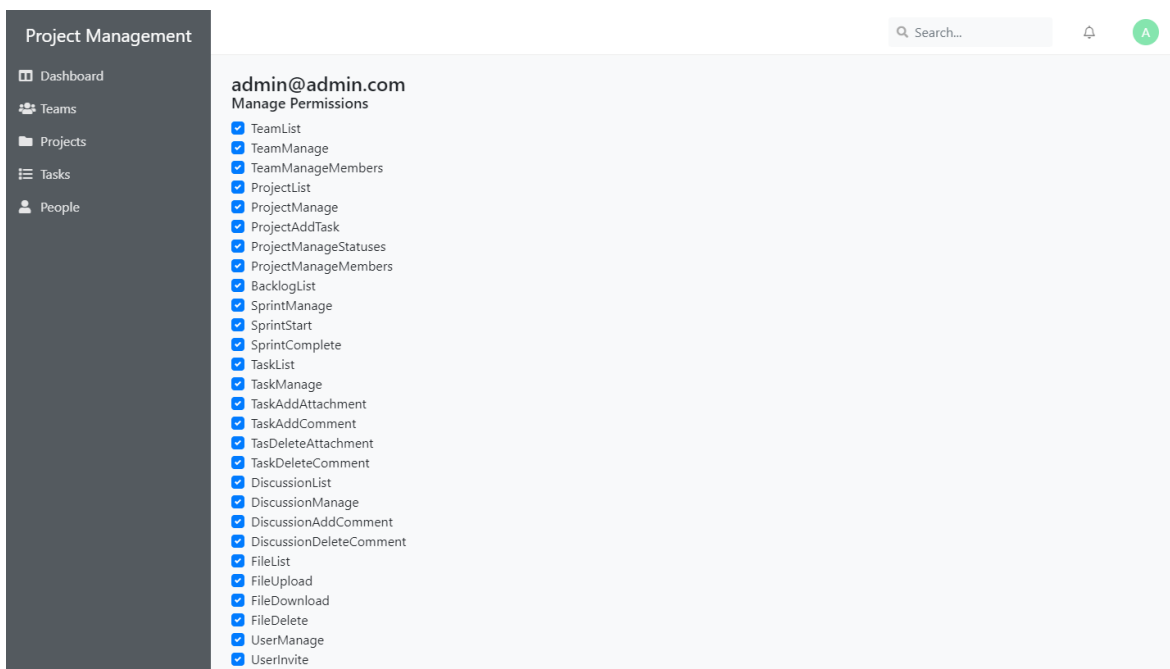 Project Management
Search...
A
Dashboard
Teams
Projects
Tasks
People
admin@admin.com
Manage Permissions
TeamList
TeamManage
TeamManageMembers
ProjectList
ProjectManage
ProjectAddTask
ProjectManageStatuses
ProjectManageMembers
BacklogList
SprintManage
SprintStart
SprintComplete
TaskList
TaskManage
TaskAddAttachment
TaskAddComment
TasDeleteAttachment
TaskDeleteComment
DiscussionList
DiscussionManage
DiscussionAddComment
DiscussionDeleteComment
FileList
FileUpload
FileDownload
FileDelete
UserManage
UserInvite